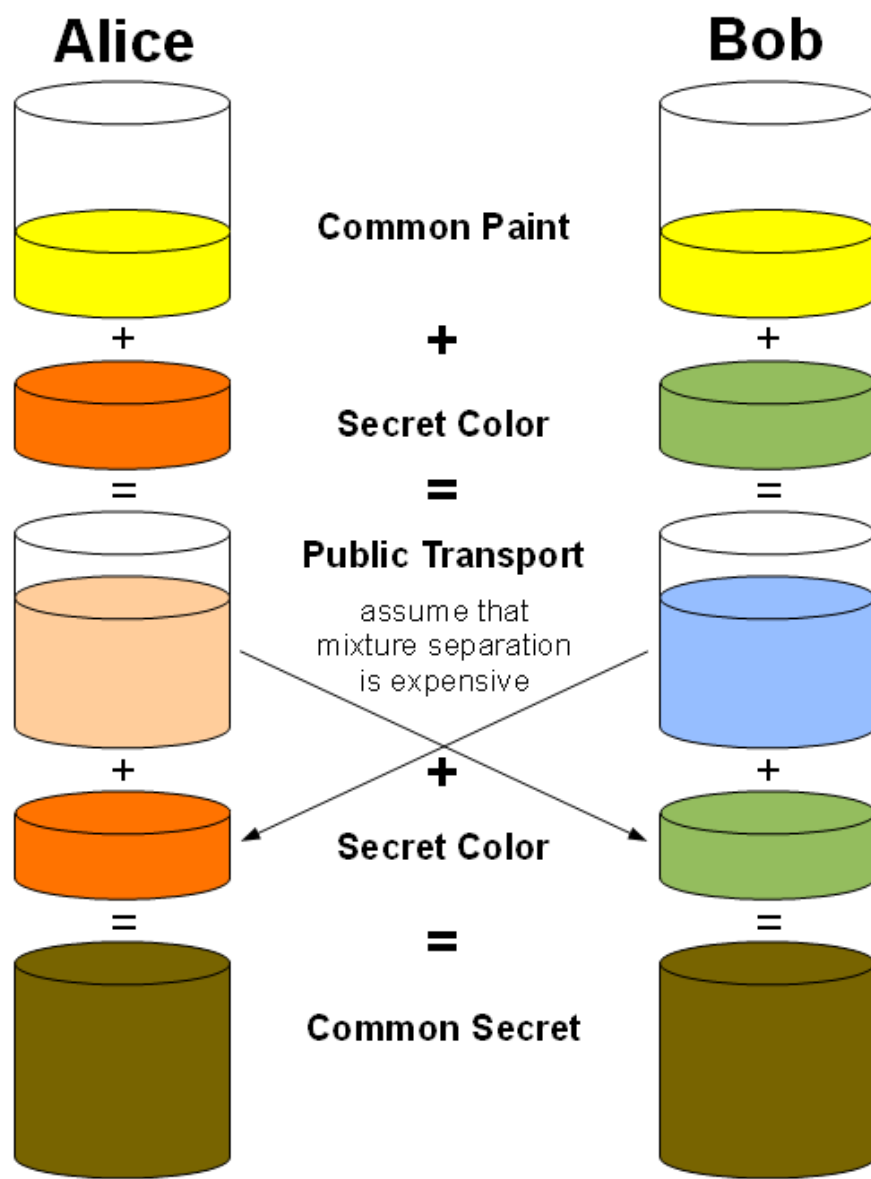 Alice
Bob
Common Paint
+
+
+
Secret Color
=
=
=
Public Transport
assume that
mixture separation
is expensive
+
+
+
Secret Color
=
=
=
Common Secret